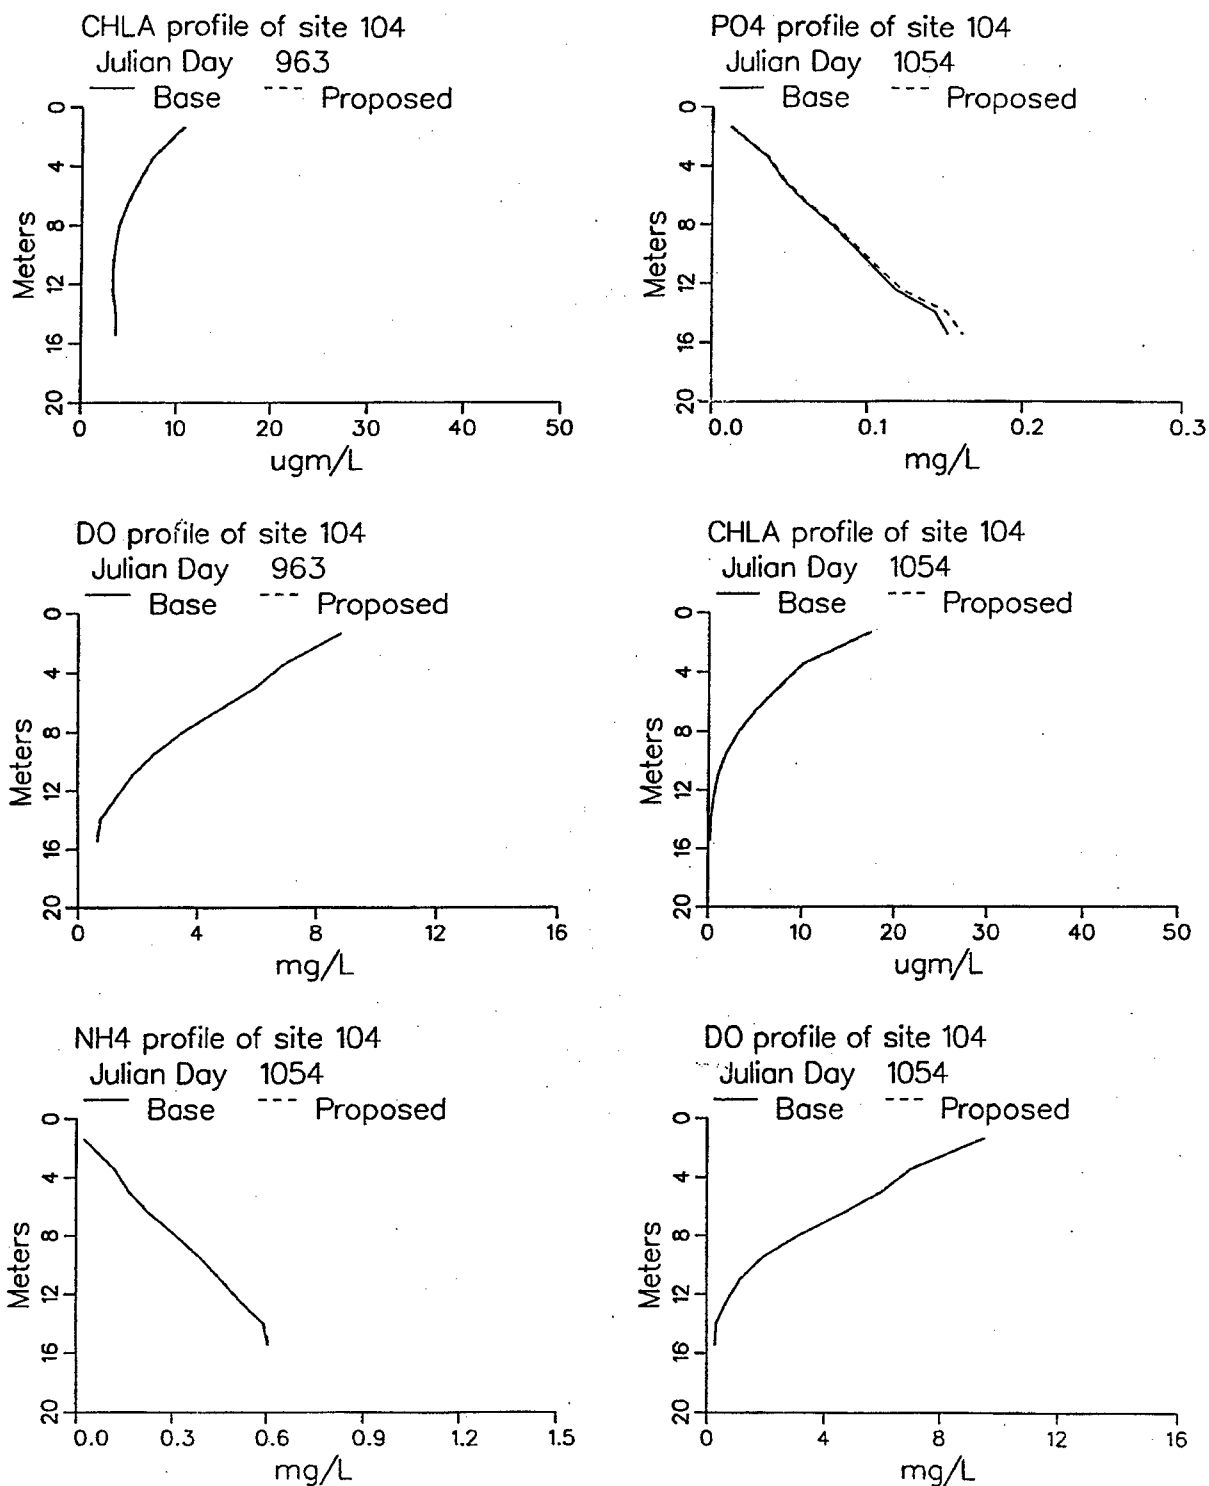 CHLA profile of site 104
Julian Day 963
Base Proposed
0
4
8
12
16
20
Meters
0 10 20 30 40 50
ugm/L
PO4 profile of site 104
Julian Day 1054
Base Proposed
0
4
8
12
16
20
Meters
0.0 0.1 0.2 0.3
mg/L
DO profile of site 104
Julian Day 963
Base Proposed
0
4
8
12
16
20
Meters
0 4 8 12 16
mg/L
CHLA profile of site 104
Julian Day 1054
Base Proposed
0
4
8
12
16
20
Meters
0 10 20 30 40 50
ugm/L
NH4 profile of site 104
Julian Day 1054
Base Proposed
0
4
8
12
16
20
Meters
0.0 0.3 0.6 0.9 1.2 1.5
mg/L
DO profile of site 104
Julian Day 1054
Base Proposed
0
4
8
12
16
20
Meters
0 4 8 12 16
mg/L